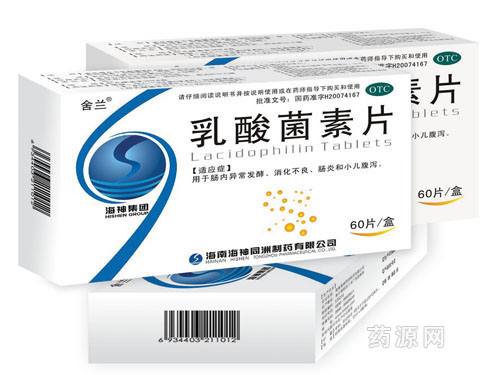 舍兰®
请仔细阅读说明书并按说明使用或在药师指导下购买和使用
批准文号：国药准字H20074167
OTC
乳酸菌素片
Lacidophilin Tablets
【适应症】
用于肠内异常发酵、消化不良、肠炎和小儿腹泻。
海神集团
HISHEN GROUP
60片/盒
海南海神同洲制药有限公司
HAINAN HISHEN TONGZHOU PHARMACEUTICAL CO.,LTD.
在药师指导下购买和使用
国药准字H20074167
OTC
素片
ablets
小儿腹泻。
60片/盒
6 934403 211012
药源网